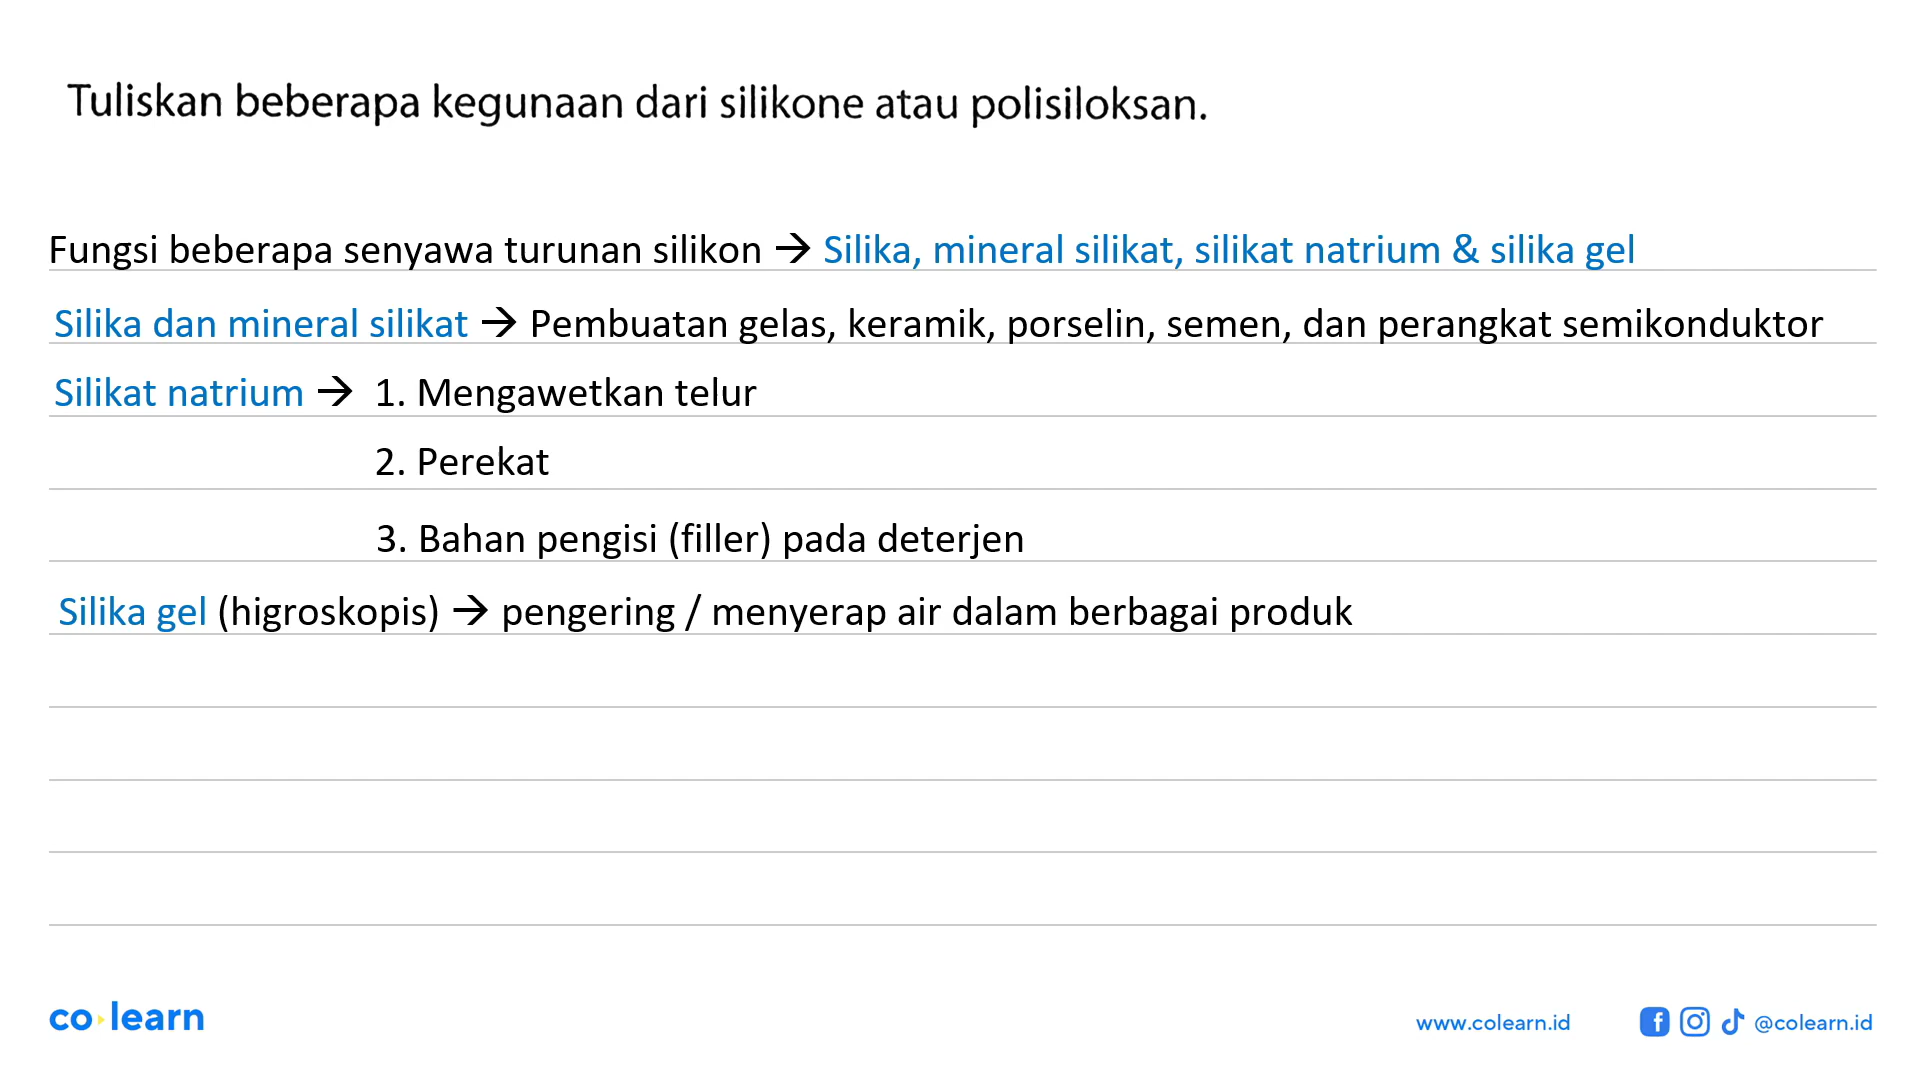 Tuliskan beberapa kegunaan dari silikone atau polisiloksan.
Fungsi beberapa senyawa turunan silikon → Silika, mineral silikat, silikat natrium & silika gel
Silika dan mineral silikat → Pembuatan gelas, keramik, porselin, semen, dan perangkat semikonduktor
Silikat natrium → 1. Mengawetkan telur
2. Perekat
3. Bahan pengisi (filler) pada deterjen
Silika gel (higroskopis) → pengering / menyerap air dalam berbagai produk
co learn
www.colearn.id
@colearn.id